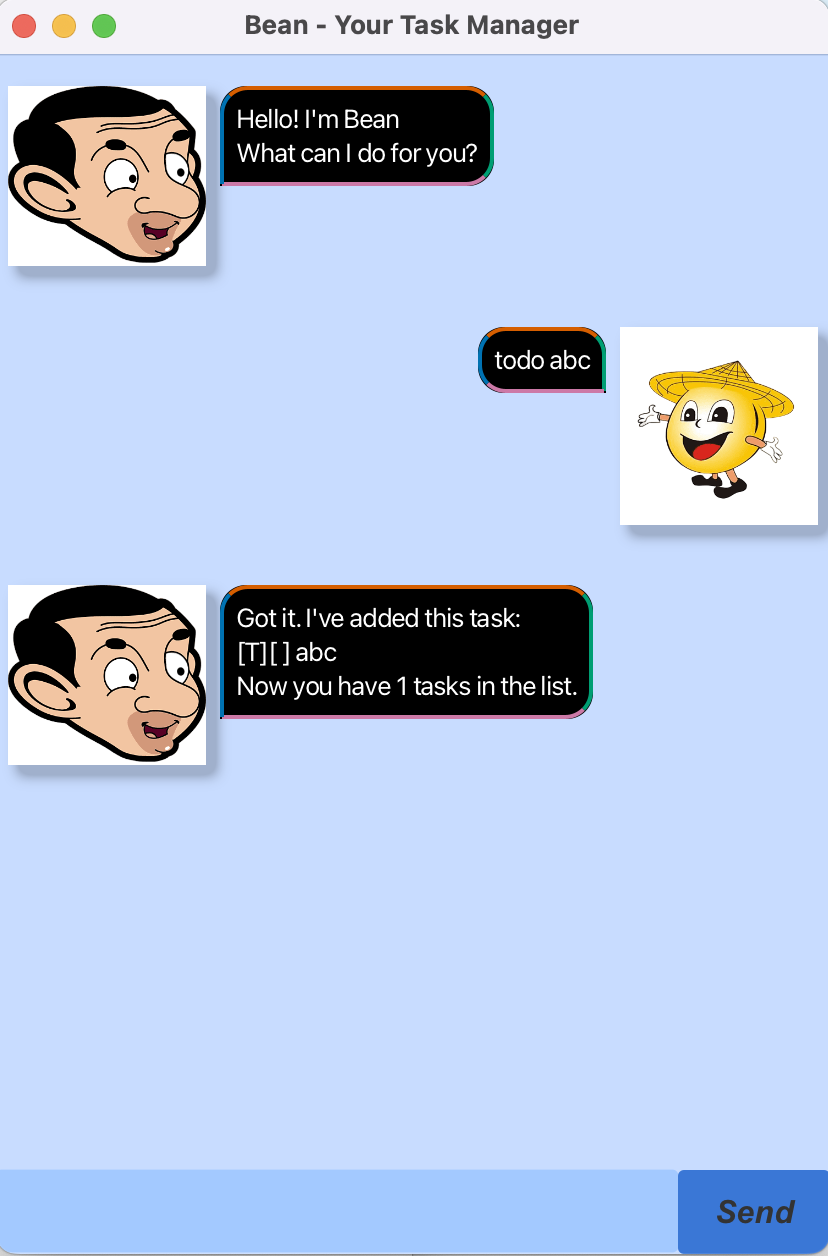 Bean - Your Task Manager
Hello! I'm Bean
What can I do for you?
todo abc
Got it. I've added this task:
[T][ ] abc
Now you have 1 tasks in the list.
Send